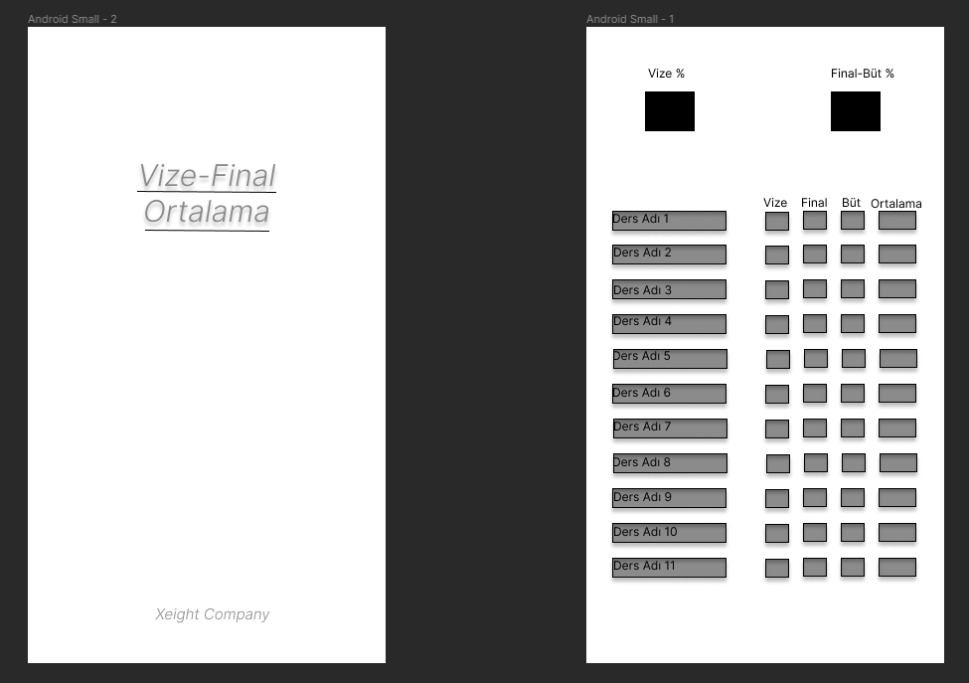 Android Small - 2
Vize-Final
Ortalama
Xeight Company
Android Small - 1
Vize % Final-Büt %
Vize Final Büt Ortalama
Ders Adı 1
Ders Adı 2
Ders Adı 3
Ders Adı 4
Ders Adı 5
Ders Adı 6
Ders Adı 7
Ders Adı 8
Ders Adı 9
Ders Adı 10
Ders Adı 11